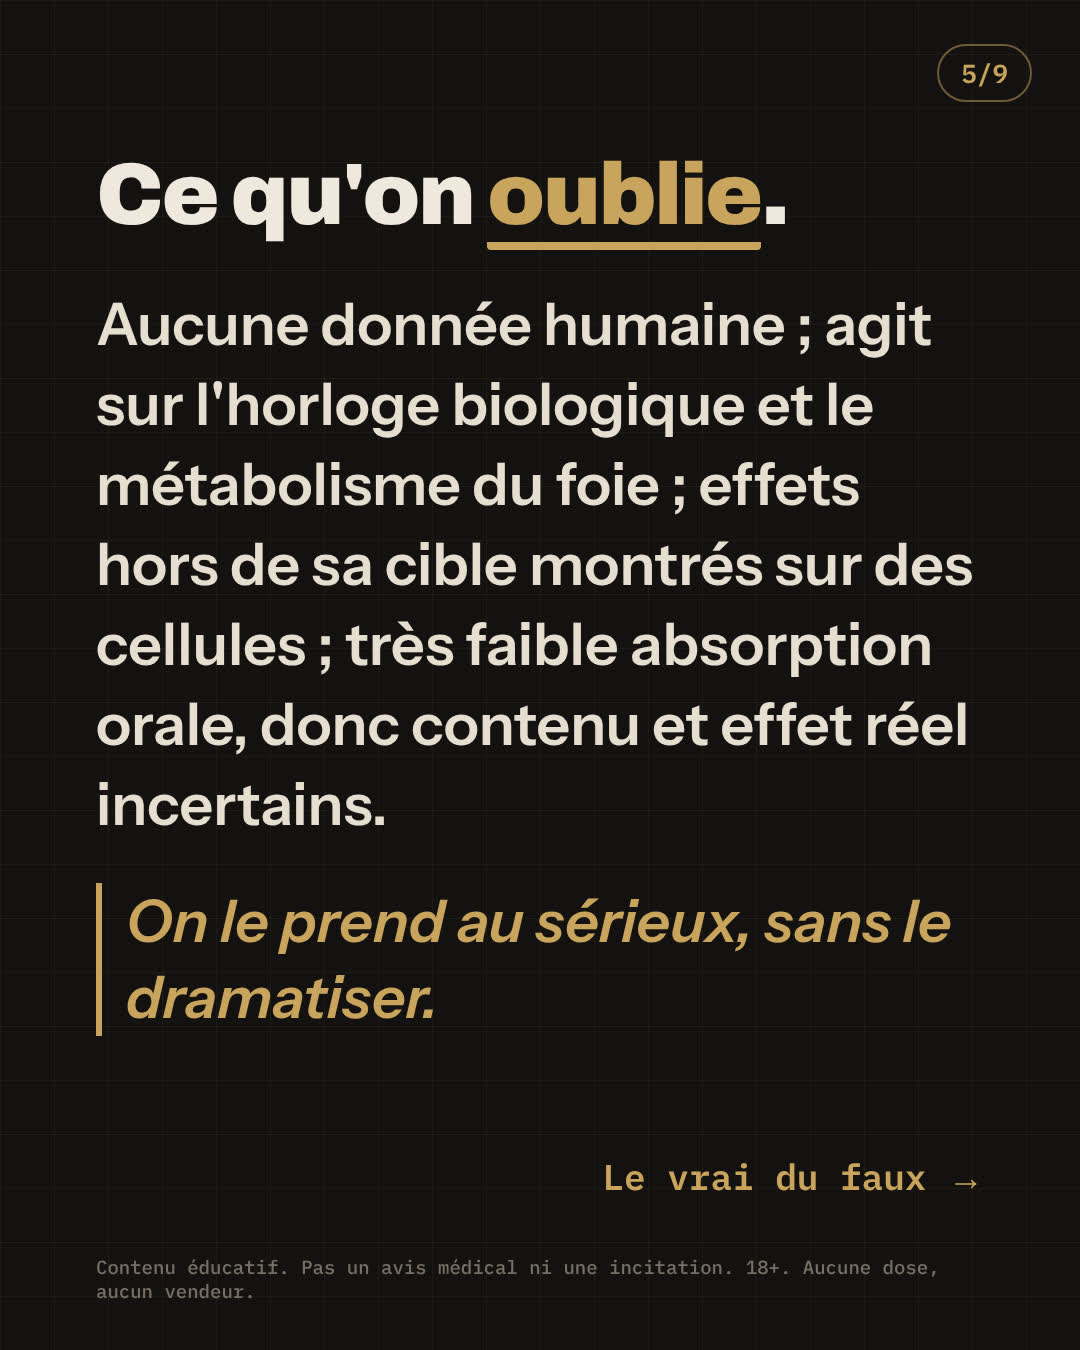 5/9
Ce qu'on oublie.
Aucune donnée humaine ; agit
sur l'horloge biologique et le
métabolisme du foie ; effets
hors de sa cible montrés sur des
cellules ; très faible absorption
orale, donc contenu et effet réel
incertains.
On le prend au sérieux, sans le
dramatiser.
Le vrai du faux →
Contenu éducatif. Pas un avis médical ni une incitation. 18+. Aucune dose,
aucun vendeur.